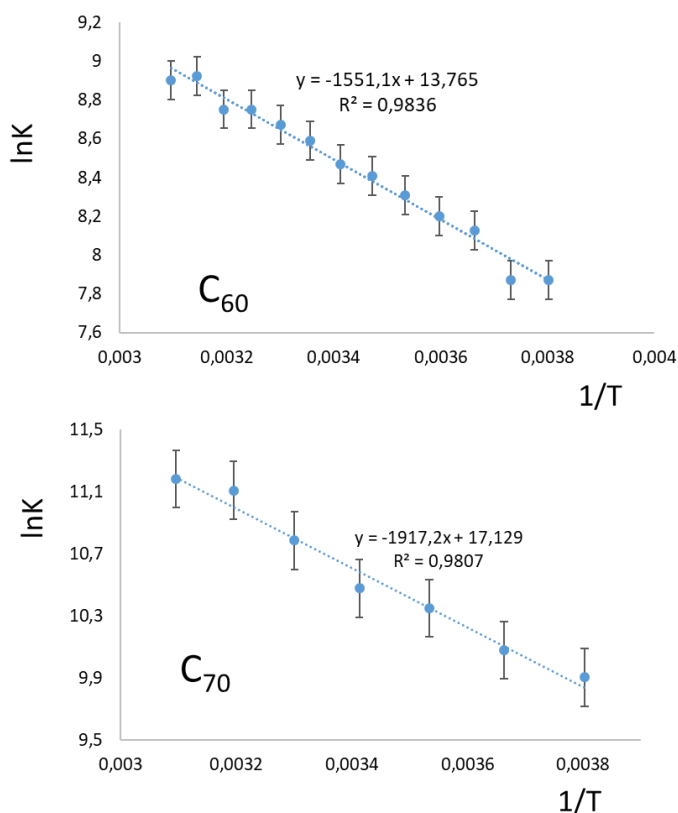 9,2
9
8,8
8,6
8,4
8,2
8
7,8
7,6
lnK
y = -1551,1x + 13,765
R² = 0,9836
C₆₀
0,003 0,0032 0,0034 0,0036 0,0038 0,004
1/T
11,5
11,1
10,7
10,3
9,9
9,5
lnK
y = -1917,2x + 17,129
R² = 0,9807
C₇₀
0,003 0,0032 0,0034 0,0036 0,0038
1/T